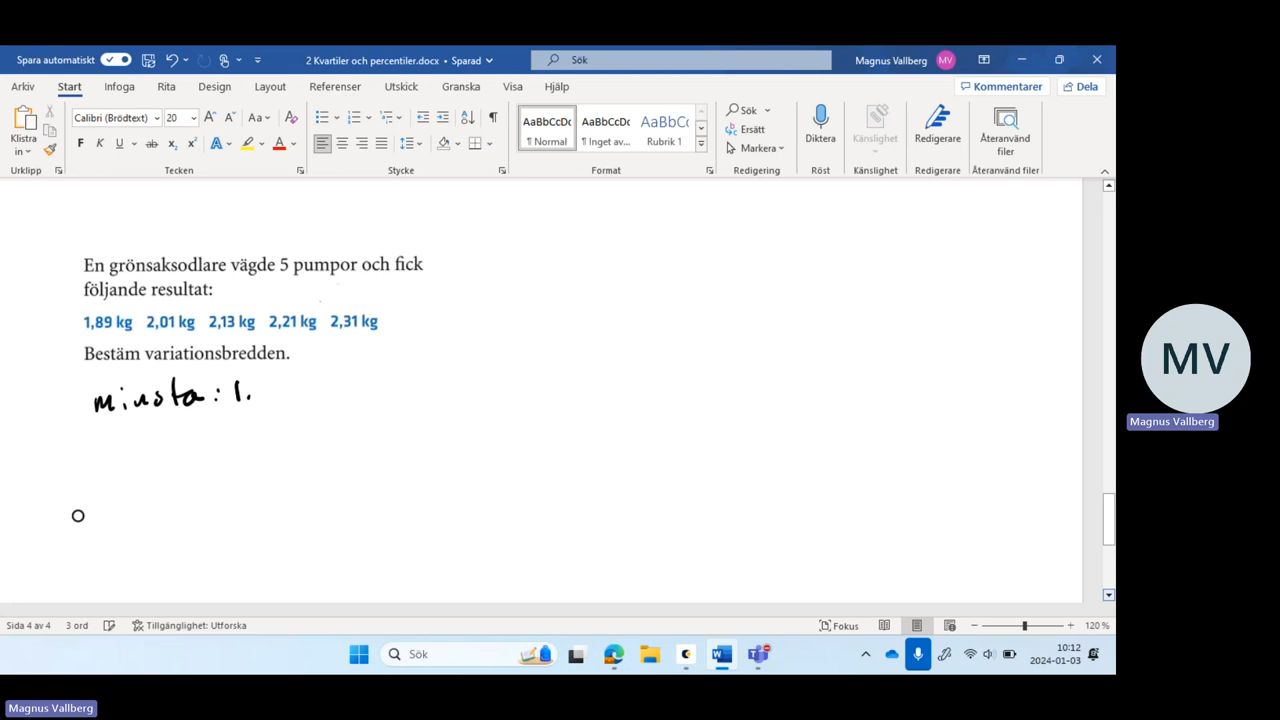 Spara automatiskt
2 Kvartiler och percentiler.docx • Sparad
Sök
Magnus Vallberg
MV
Arkiv Start Infoga Rita Design Layout Referenser Utskick Granska Visa Hjälp
Kommentarer Dela
Klistra in
Urklipp
Calibri (Brödtext) 20
F K U ab x₂ x² A A
A A Aa A
Tecken
Stycke
AaBbCcDc AaBbCcDc AaBbCc
¶ Normal ¶ Inget av... Rubrik 1
Format
Sök
Ersätt
Markera
Redigering
Diktera
Röst
Känslighet
Känslighet
Redigerare
Redigerare
Återanvänd filer
Återanvänd filer
En grönsaksodlare vägde 5 pumpor och fick
följande resultat:
1,89 kg 2,01 kg 2,13 kg 2,21 kg 2,31 kg
Bestäm variationsbredden.
minsta: 1.
MV
Magnus Vallberg
Sida 4 av 4 3 ord Tillgänglighet: Utforska Fokus 120 %
Sök
10:12
2024-01-03
Magnus Vallberg